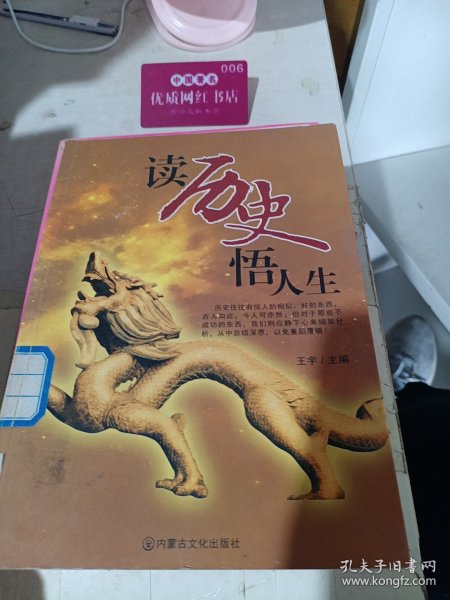 006
中国著名
优质网红书店
读历史
悟人生
历史往往有惊人的相似，好的东西，
古人如此，今人可亦然；但对于那些不
成功的东西，我们则应静下心来细加分
析，从中总结深思，以免重蹈覆辙！
王宇／主编
内蒙古文化出版社
孔夫子旧书网
www.kongfz.com